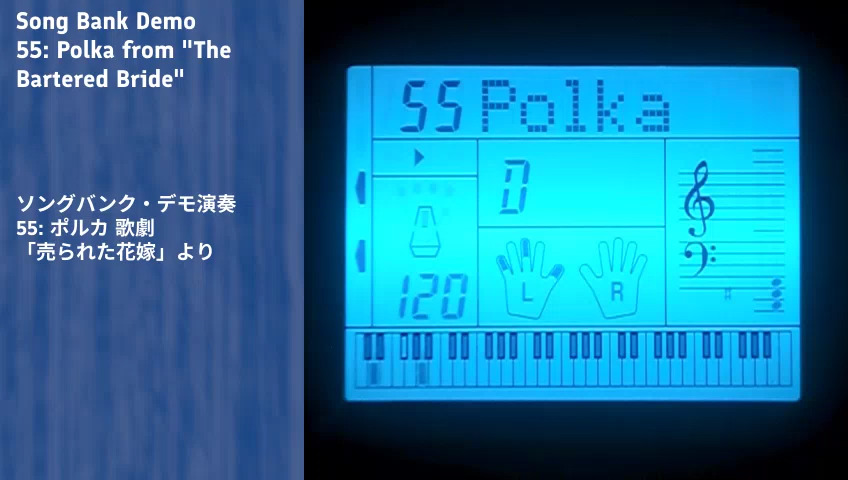 Song Bank Demo
55: Polka from "The
Bartered Bride"
ソングバンク・デモ演奏
55: ポルカ 歌劇
「売られた花嫁」より
55 Polka
D
120
L R